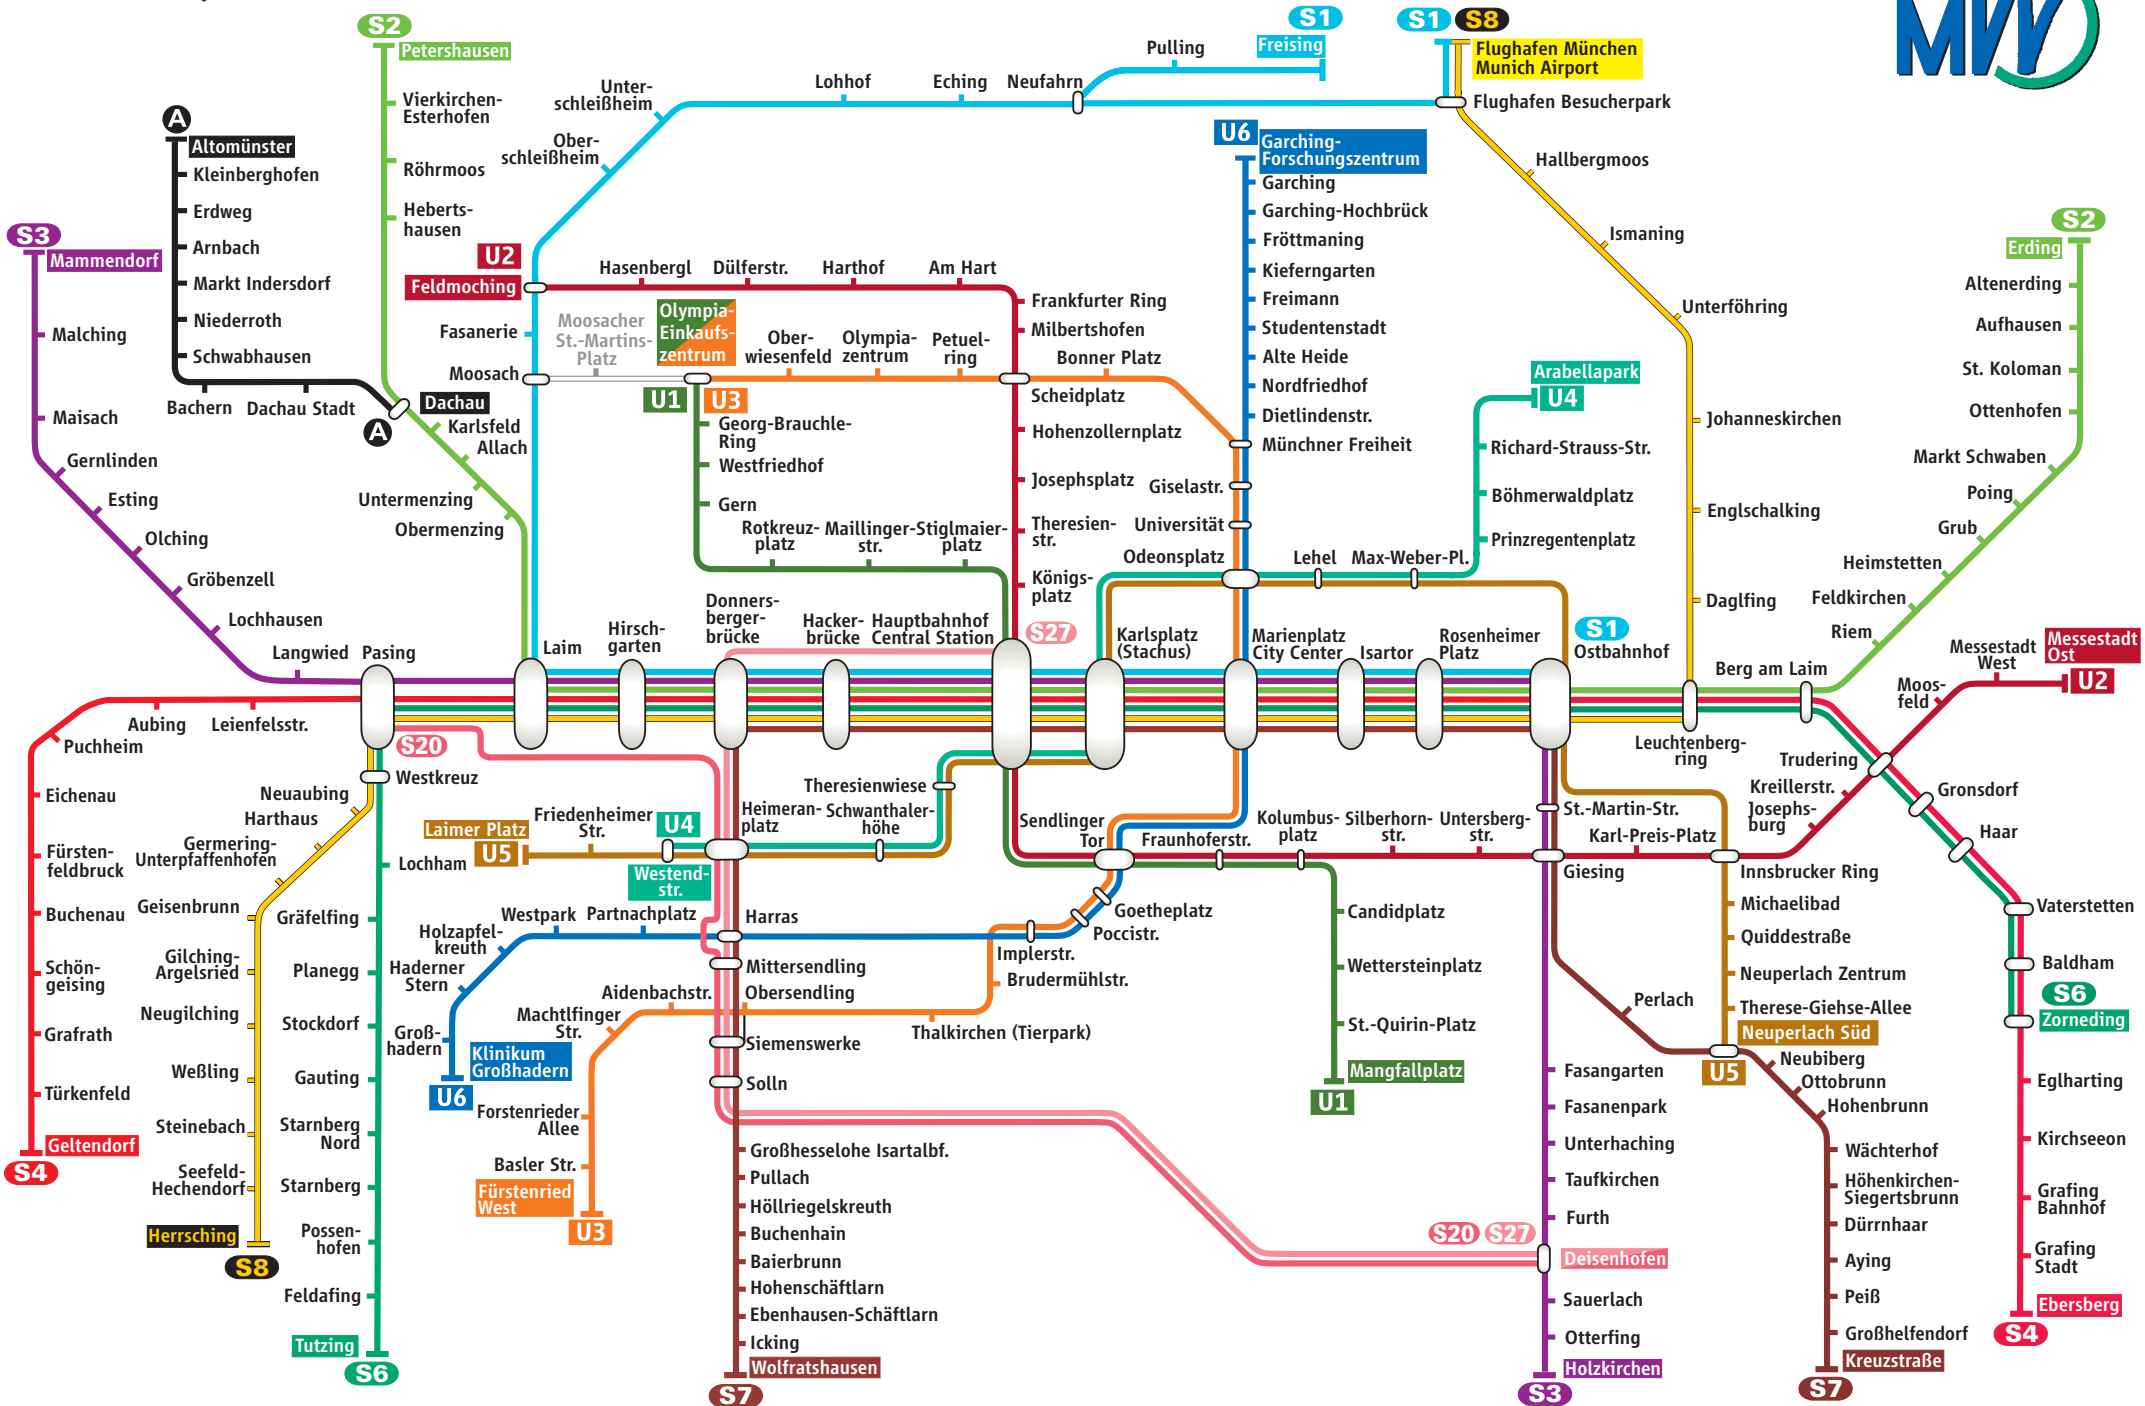 S2
Petershausen
Vierkirchen-
Esterhofen
Röhrmoos
Heberts-
hausen
A
Altomünster
Kleinberghofen
Erdweg
Arnbach
Markt Indersdorf
Niederroth
Schwabhausen
Bachern
Dachau Stadt
A
Dachau
Karlsfeld
Allach
Untermenzing
Obermenzing
S3
Mammendorf
Malching
Maisach
Gernlinden
Esting
Olching
Gröbenzell
Lochhausen
Langwied
Pasing
S1
Freising
Pulling
Neufahrn
Eching
Lohhof
Unter-
schleißheim
Ober-
schleißheim
S1
S8
Flughafen München
Munich Airport
Flughafen Besucherpark
Hallbergmoos
Ismaning
Unterföhring
Johanneskirchen
Englschalking
Daglfing
MVV
U2
Feldmoching
Hasenbergl
Dülferstr.
Harthof
Am Hart
Frankfurter Ring
Milbertshofen
Scheidplatz
Hohenzollernplatz
Josephsplatz
Theresien-
str.
Königs-
platz
Fasanerie
Moosach
Moosacher
St.-Martins-
Platz
Olympia-
Einkaufs-
zentrum
Ober-
wiesenfeld
Olympia-
zentrum
Petuel-
ring
Bonner Platz
U1
U3
Georg-Brauchle-
Ring
Westfriedhof
Gern
Rotkreuz-
platz
Maillinger-
str.
Stiglmaier-
platz
U6
Garching-
Forschungszentrum
Garching
Garching-Hochbrück
Fröttmaning
Kieferngarten
Freimann
Studentenstadt
Alte Heide
Nordfriedhof
Dietlindenstr.
Münchner Freiheit
Giselastr.
Universität
Odeonsplatz
Lehel
Max-Weber-Pl.
Arabellapark
U4
Richard-Strauss-Str.
Böhmerwaldplatz
Prinzregentenplatz
S2
Erding
Altenerding
Aufhausen
St. Koloman
Ottenhofen
Markt Schwaben
Poing
Grub
Heimstetten
Feldkirchen
Riem
Berg am Laim
Leuchtenberg-
ring
Laim
Hirsch-
garten
Donners-
berger-
brücke
Hacker-
brücke
Hauptbahnhof
Central Station
S27
Karlsplatz
(Stachus)
Marienplatz
City Center
Isartor
Rosenheimer
Platz
S1
Ostbahnhof
Messestadt
Ost
U2
Messestadt
West
Moos-
feld
Trudering
Kreillerstr.
Josephs-
burg
Gronsdorf
Haar
Vaterstetten
Baldham
S6
Zorneding
Eglharting
Kirchseeon
Grafing
Bahnhof
Grafing
Stadt
Ebersberg
S4
Aubing
Leienfelsstr.
Puchheim
Eichenau
Fürsten-
feldbruck
Buchenau
Schön-
geising
Grafrath
Türkenfeld
Geltendorf
S4
S20
Westkreuz
Neuaubing
Harthaus
Germering-
Unterpfaffenhofen
Geisenbrunn
Gilching-
Argelsried
Neugilching
Weßling
Steinebach
Seefeld-
Hechendorf
Herrsching
S8
Lochham
Gräfelfing
Planegg
Stockdorf
Gauting
Starnberg
Nord
Starnberg
Possen-
hofen
Feldafing
Tutzing
S6
Laimer Platz
U5
Friedenheimer
Str.
U4
Westend-
str.
Heimeran-
platz
Schwanthaler-
höhe
Theresienwiese
Sendlinger
Tor
Fraunhoferstr.
Kolumbus-
platz
Silberhorn-
str.
Untersberg-
str.
St.-Martin-Str.
Karl-Preis-Platz
Giesing
Innsbrucker Ring
Michaelibad
Quiddestraße
Neuperlach Zentrum
Therese-Giehse-Allee
Neuperlach Süd
U5
Perlach
Neubiberg
Ottobrunn
Hohenbrunn
Wächterhof
Höhenkirchen-
Siegertsbrunn
Dürrnhaar
Aying
Peiß
Großhelfendorf
Kreuzstraße
S7
Goetheplatz
Poccistr.
Implerstr.
Brudermühlstr.
Thalkirchen (Tierpark)
Obersendling
Aidenbachstr.
Machtlfinger
Str.
Forstenrieder
Allee
Basler Str.
Fürstenried
West
U3
Harras
Partnachplatz
Westpark
Holzapfel-
kreuth
Haderner
Stern
Groß-
hadern
Klinikum
Großhadern
U6
Mittersendling
Siemenswerke
Solln
Großhesselohe Isartalbf.
Pullach
Höllriegelskreuth
Buchenhain
Baierbrunn
Hohenschäftlarn
Ebenhausen-Schäftlarn
Icking
Wolfratshausen
S7
Candidplatz
Wettersteinplatz
St.-Quirin-Platz
Mangfallplatz
U1
Fasangarten
Fasanenpark
Unterhaching
Taufkirchen
Furth
S20
S27
Deisenhofen
Sauerlach
Otterfing
Holzkirchen
S3